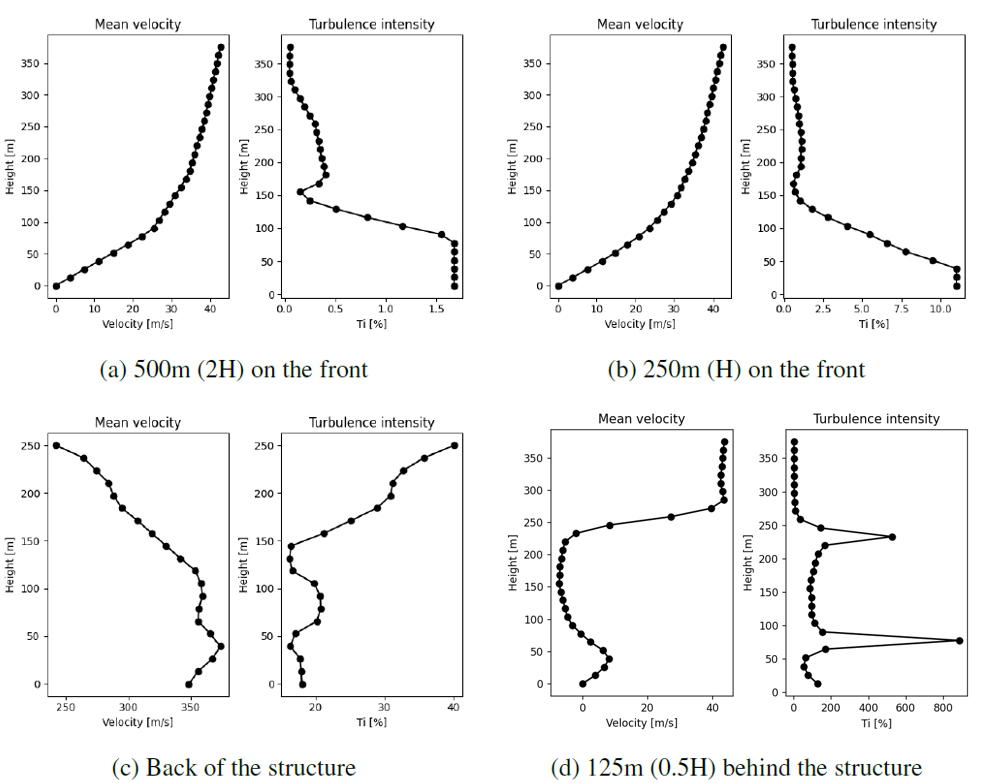 Mean velocity
Turbulence intensity
Height [m]
350
300
250
200
150
100
50
0
0 10 20 30 40
Velocity [m/s]
Height [m]
350
300
250
200
150
100
50
0
0.0 0.5 1.0 1.5
Ti [%]
(a) 500m (2H) on the front
Mean velocity
Turbulence intensity
Height [m]
350
300
250
200
150
100
50
0
0 10 20 30 40
Velocity [m/s]
Height [m]
350
300
250
200
150
100
50
0
0.0 2.5 5.0 7.5 10.0
Ti [%]
(b) 250m (H) on the front
Mean velocity
Turbulence intensity
Height [m]
250
200
150
100
50
0
250 300 350
Velocity [m/s]
Height [m]
250
200
150
100
50
0
20 30 40
Ti [%]
(c) Back of the structure
Mean velocity
Turbulence intensity
Height [m]
350
300
250
200
150
100
50
0
0 20 40
Velocity [m/s]
Height [m]
350
300
250
200
150
100
50
0
0 200 400 600 800
Ti [%]
(d) 125m (0.5H) behind the structure